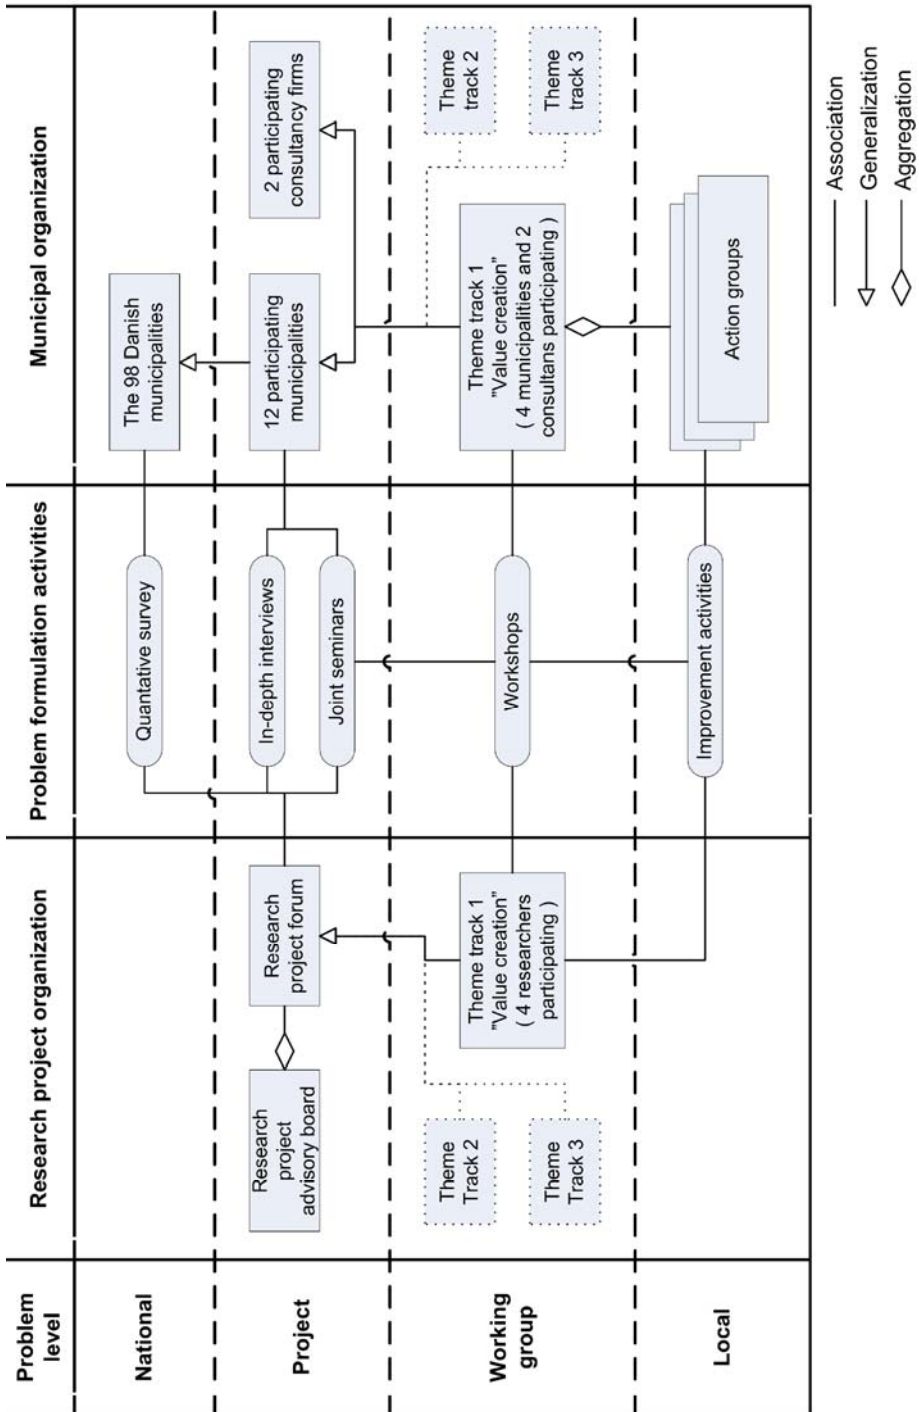 Problem
level
Research project organization
Problem formulation activities
Municipal organization
National
Quantative survey
The 98 Danish
municipalities
Project
Research
project
advisory board
Research
project forum
In-depth interviews
Joint seminars
12 participating
municipalities
2 participating
consultancy firms
Working
group
Theme
Track 2
Theme
Track 3
Theme track 1
"Value creation"
( 4 researchers
participating )
Workshops
Theme track 1
"Value creation"
( 4 municipalities and 2
consultans participating )
Theme
track 2
Theme
track 3
Local
Improvement activities
Action groups
Association
Generalization
Aggregation